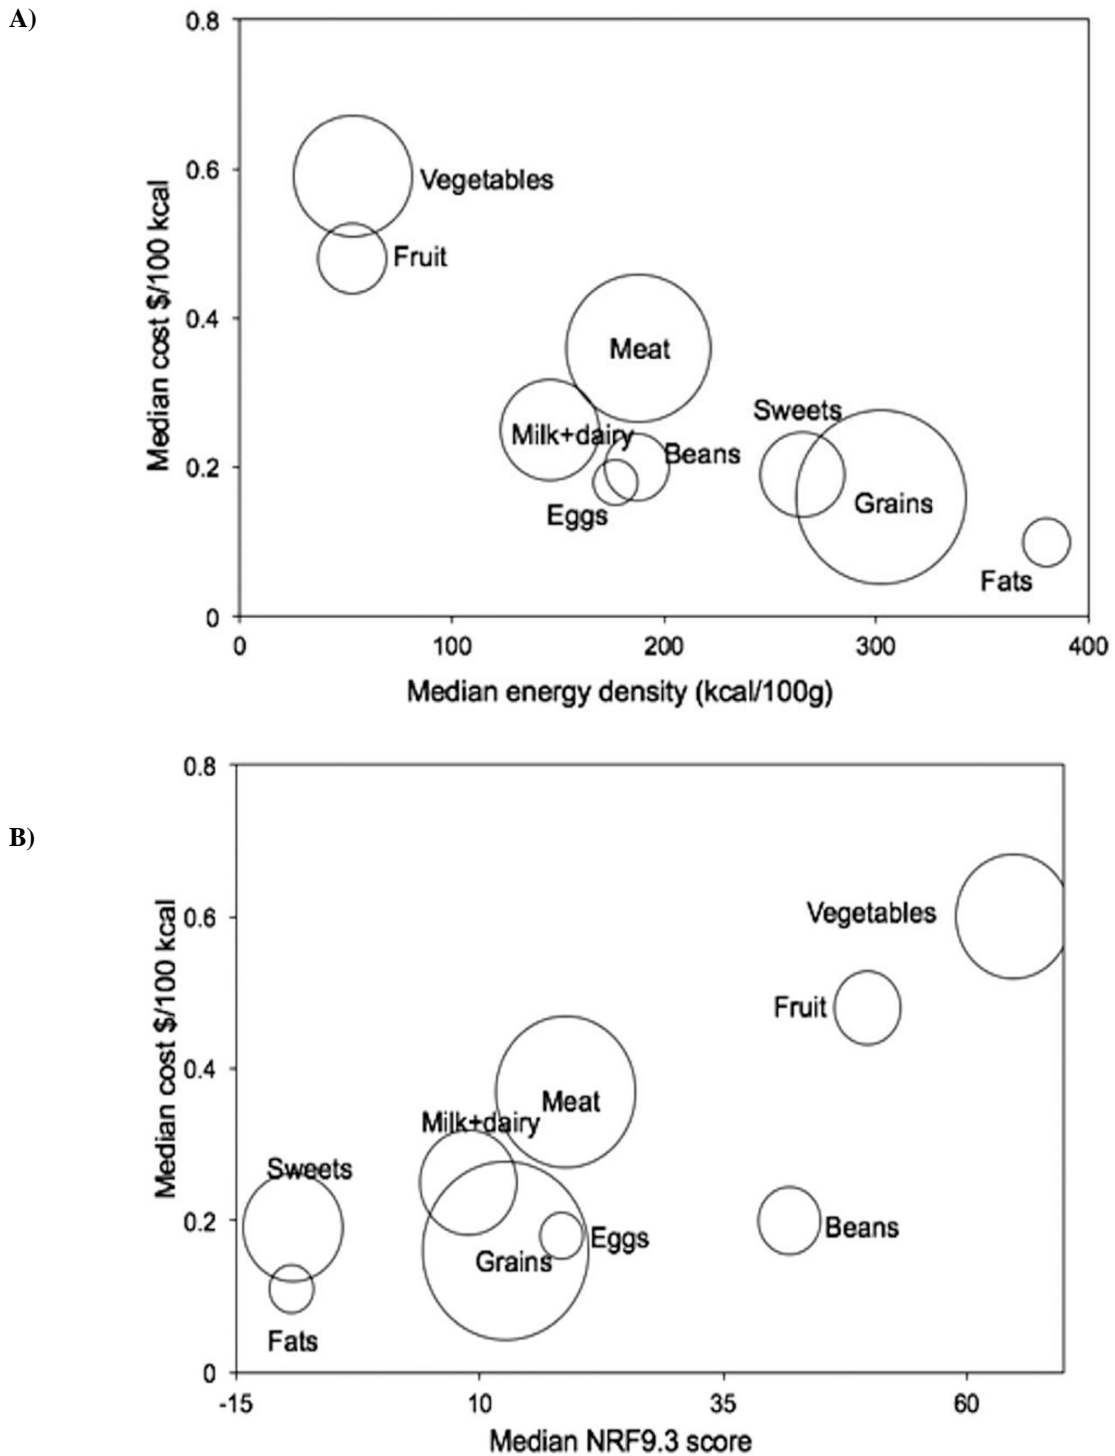 A)
0.8
0.6
0.4
0.2
0
Median cost $/100 kcal
Vegetables
Fruit
Meat
Sweets
Milk+dairy
Beans
Grains
Eggs
Fats
0 100 200 300 400
Median energy density (kcal/100g)
B)
0.8
0.6
0.4
0.2
0
Median cost $/100 kcal
Vegetables
Fruit
Meat
Milk+dairy
Sweets
Beans
Eggs
Grains
Fats
-15 10 35 60
Median NRF9.3 score